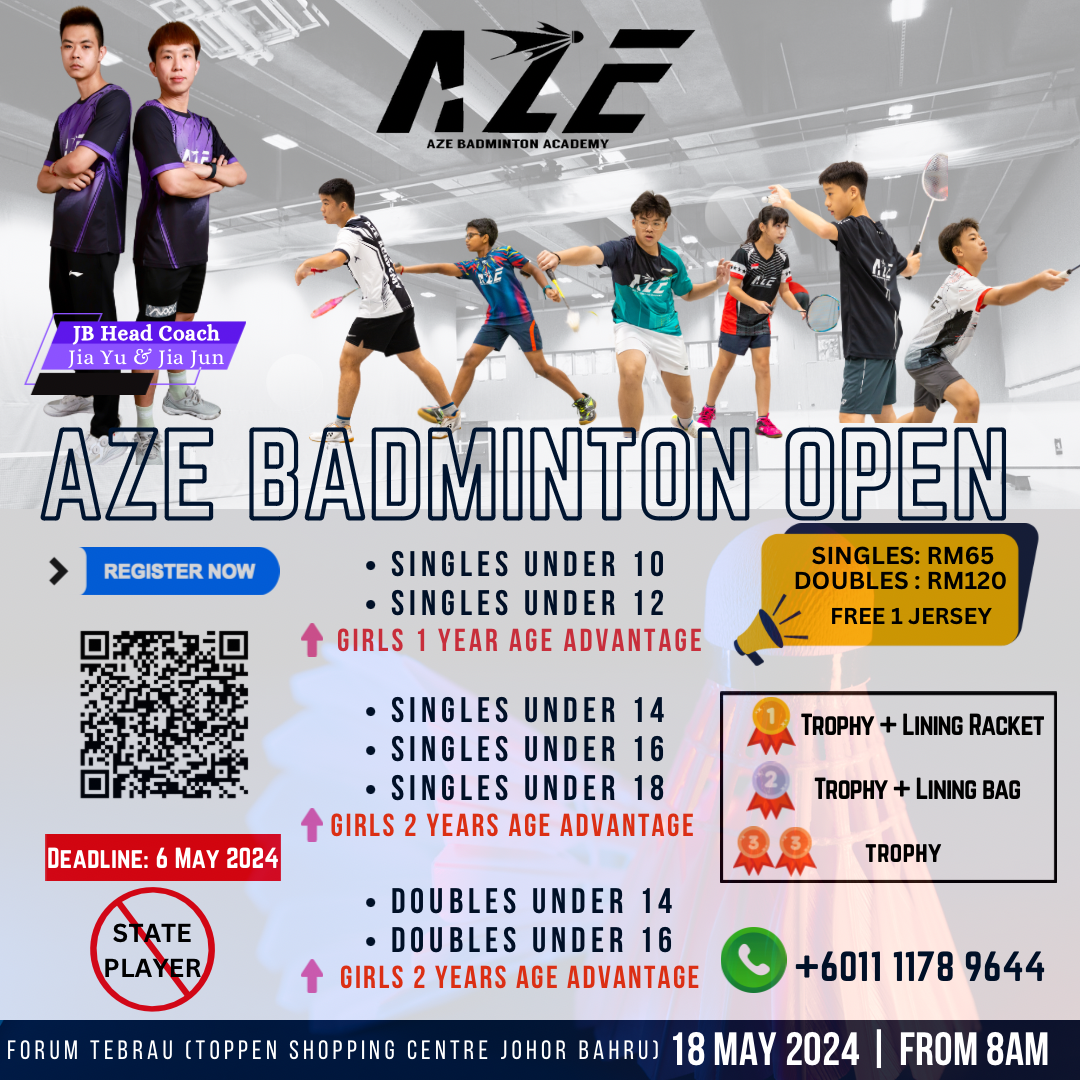 AZE
AZE BADMINTON ACADEMY
JB Head Coach
Jia Yu & Jia Jun
AZE BADMINTON OPEN
REGISTER NOW
• SINGLES UNDER 10
• SINGLES UNDER 12
GIRLS 1 YEAR AGE ADVANTAGE
• SINGLES UNDER 14
• SINGLES UNDER 16
• SINGLES UNDER 18
GIRLS 2 YEARS AGE ADVANTAGE
• DOUBLES UNDER 14
• DOUBLES UNDER 16
GIRLS 2 YEARS AGE ADVANTAGE
SINGLES: RM65
DOUBLES : RM120
FREE 1 JERSEY
1 TROPHY + LINING RACKET
2 TROPHY + LINING BAG
3 3 TROPHY
DEADLINE: 6 MAY 2024
STATE
PLAYER
+6011 1178 9644
FORUM TEBRAU (TOPPEN SHOPPING CENTRE JOHOR BAHRU)
18 MAY 2024 | FROM 8AM